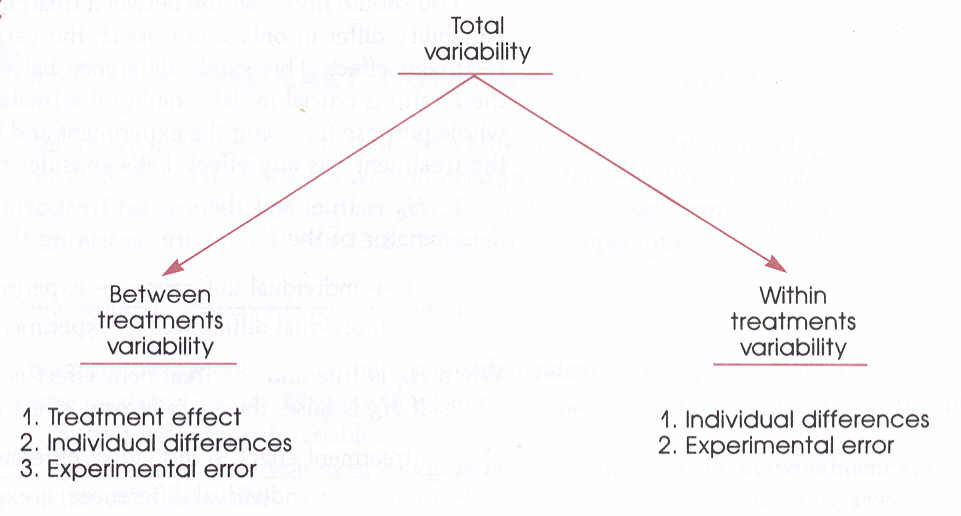 Total
variability
Between
treatments
variability
1. Treatment effect
2. Individual differences
3. Experimental error
Within
treatments
variability
1. Individual differences
2. Experimental error